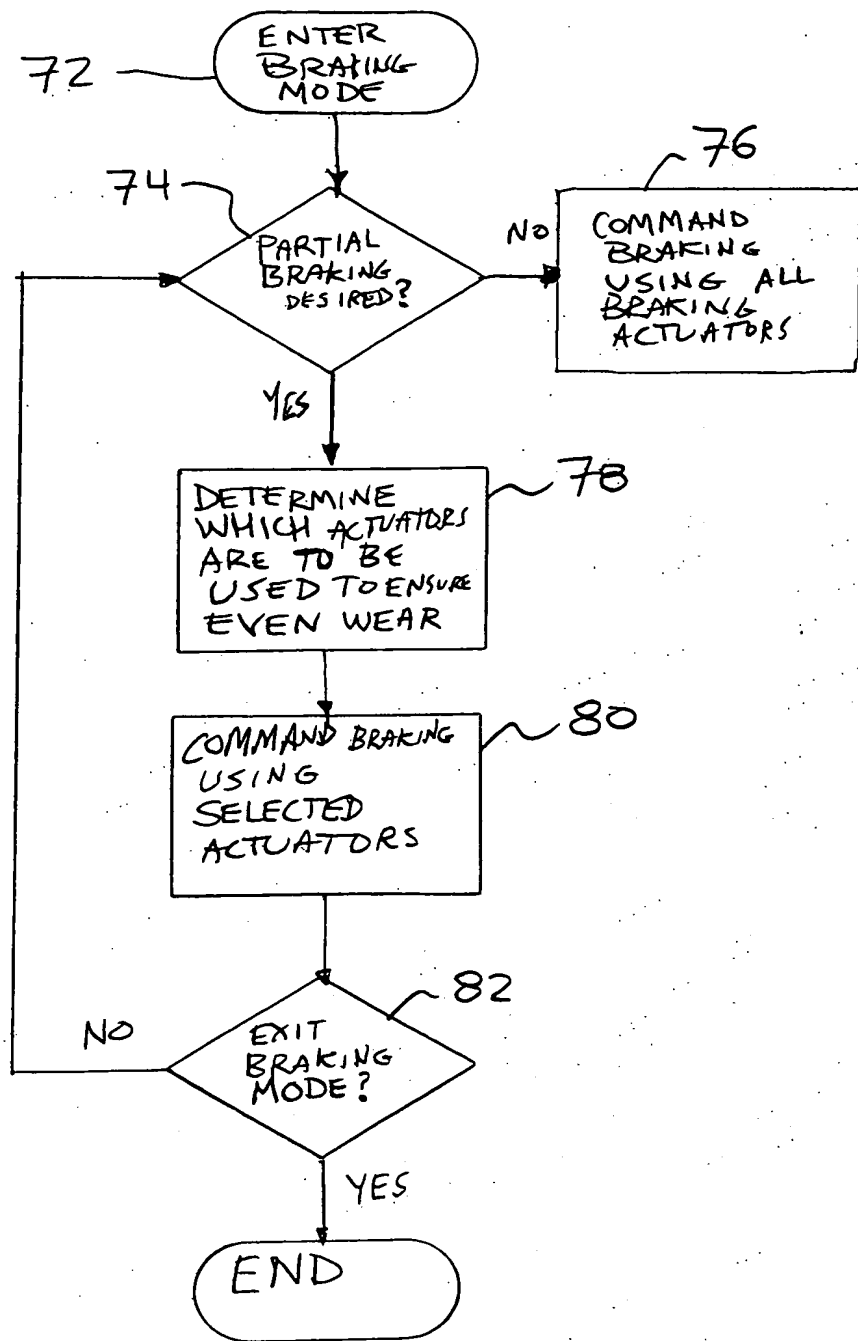 72
ENTER
BRAKING
MODE
74
PARTIAL
BRAKING
DESIRED?
NO
76
COMMAND
BRAKING
USING ALL
BRAKING
ACTUATORS
YES
78
DETERMINE
WHICH ACTUATORS
ARE TO BE
USED TO ENSURE
EVEN WEAR
80
COMMAND BRAKING
USING
SELECTED
ACTUATORS
82
NO
EXIT
BRAKING
MODE?
YES
END